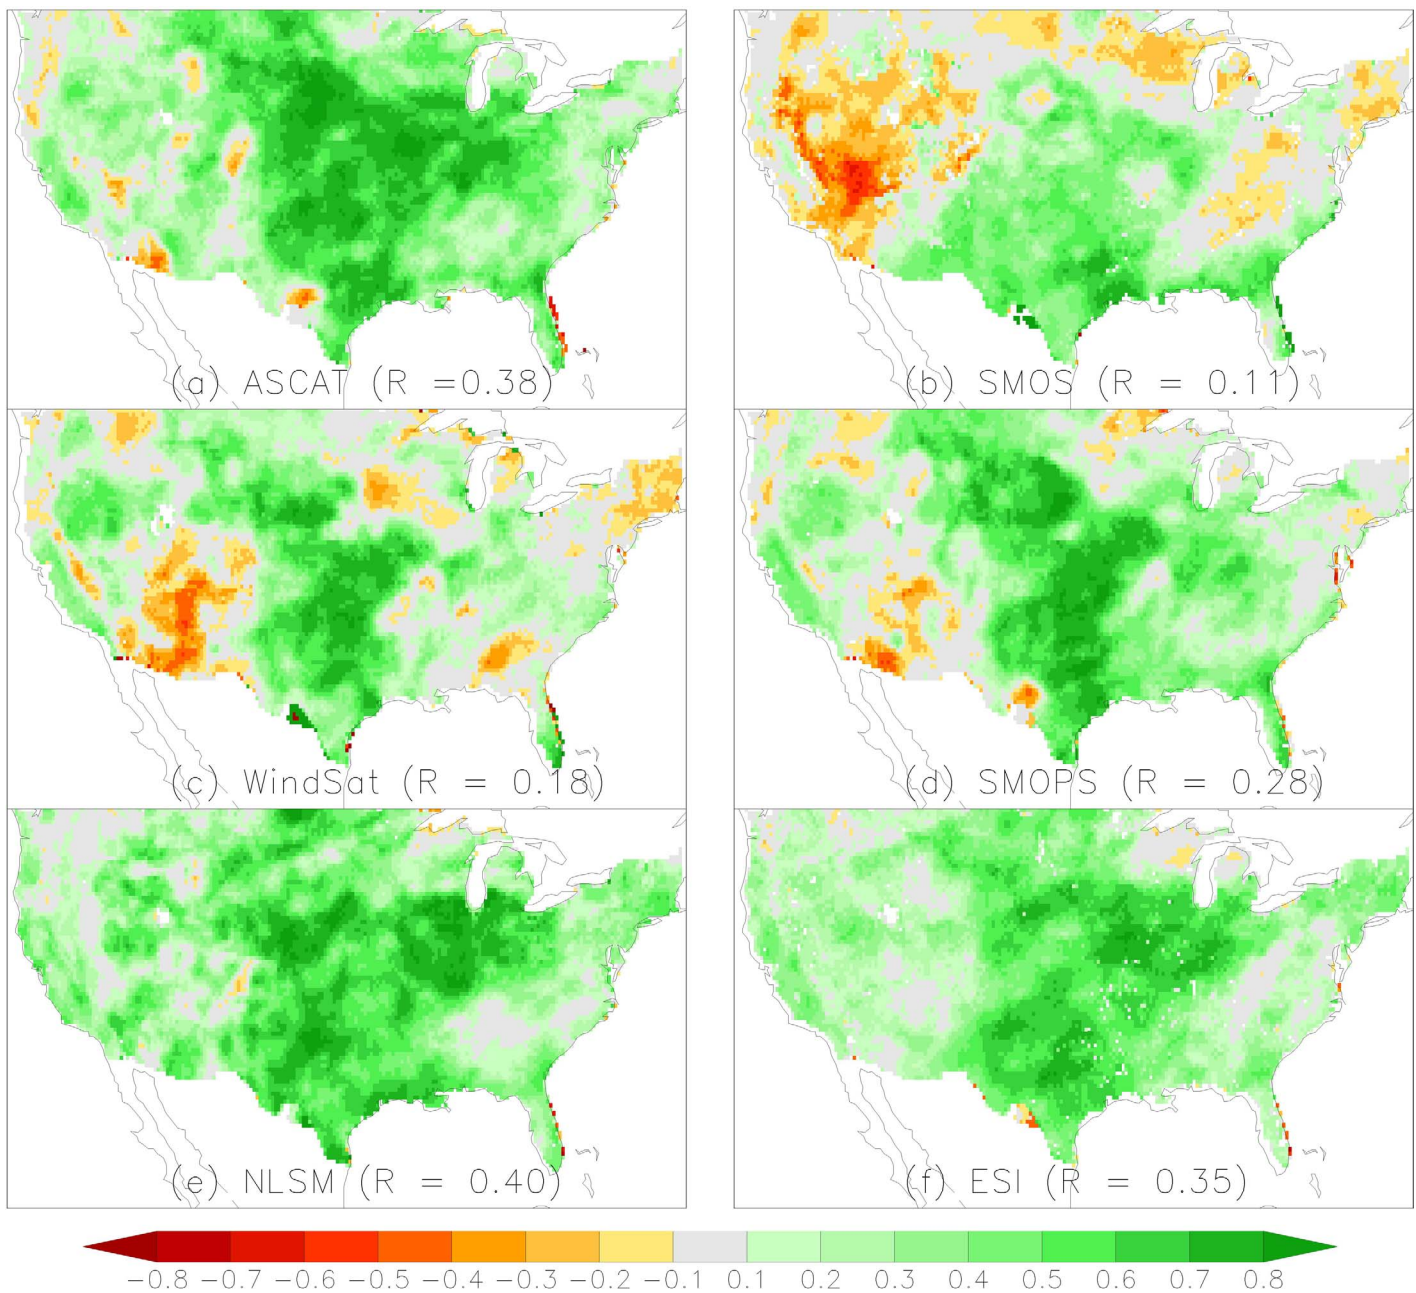 (a) ASCAT (R =0.38)
(b) SMOS (R = 0.11)
(c) WindSat (R = 0.18)
(d) SMOPS (R = 0.28)
(e) NLSM (R = 0.40)
(f) ESI (R = 0.35)
−0.8 −0.7 −0.6 −0.5 −0.4 −0.3 −0.2 −0.1 0.1 0.2 0.3 0.4 0.5 0.6 0.7 0.8